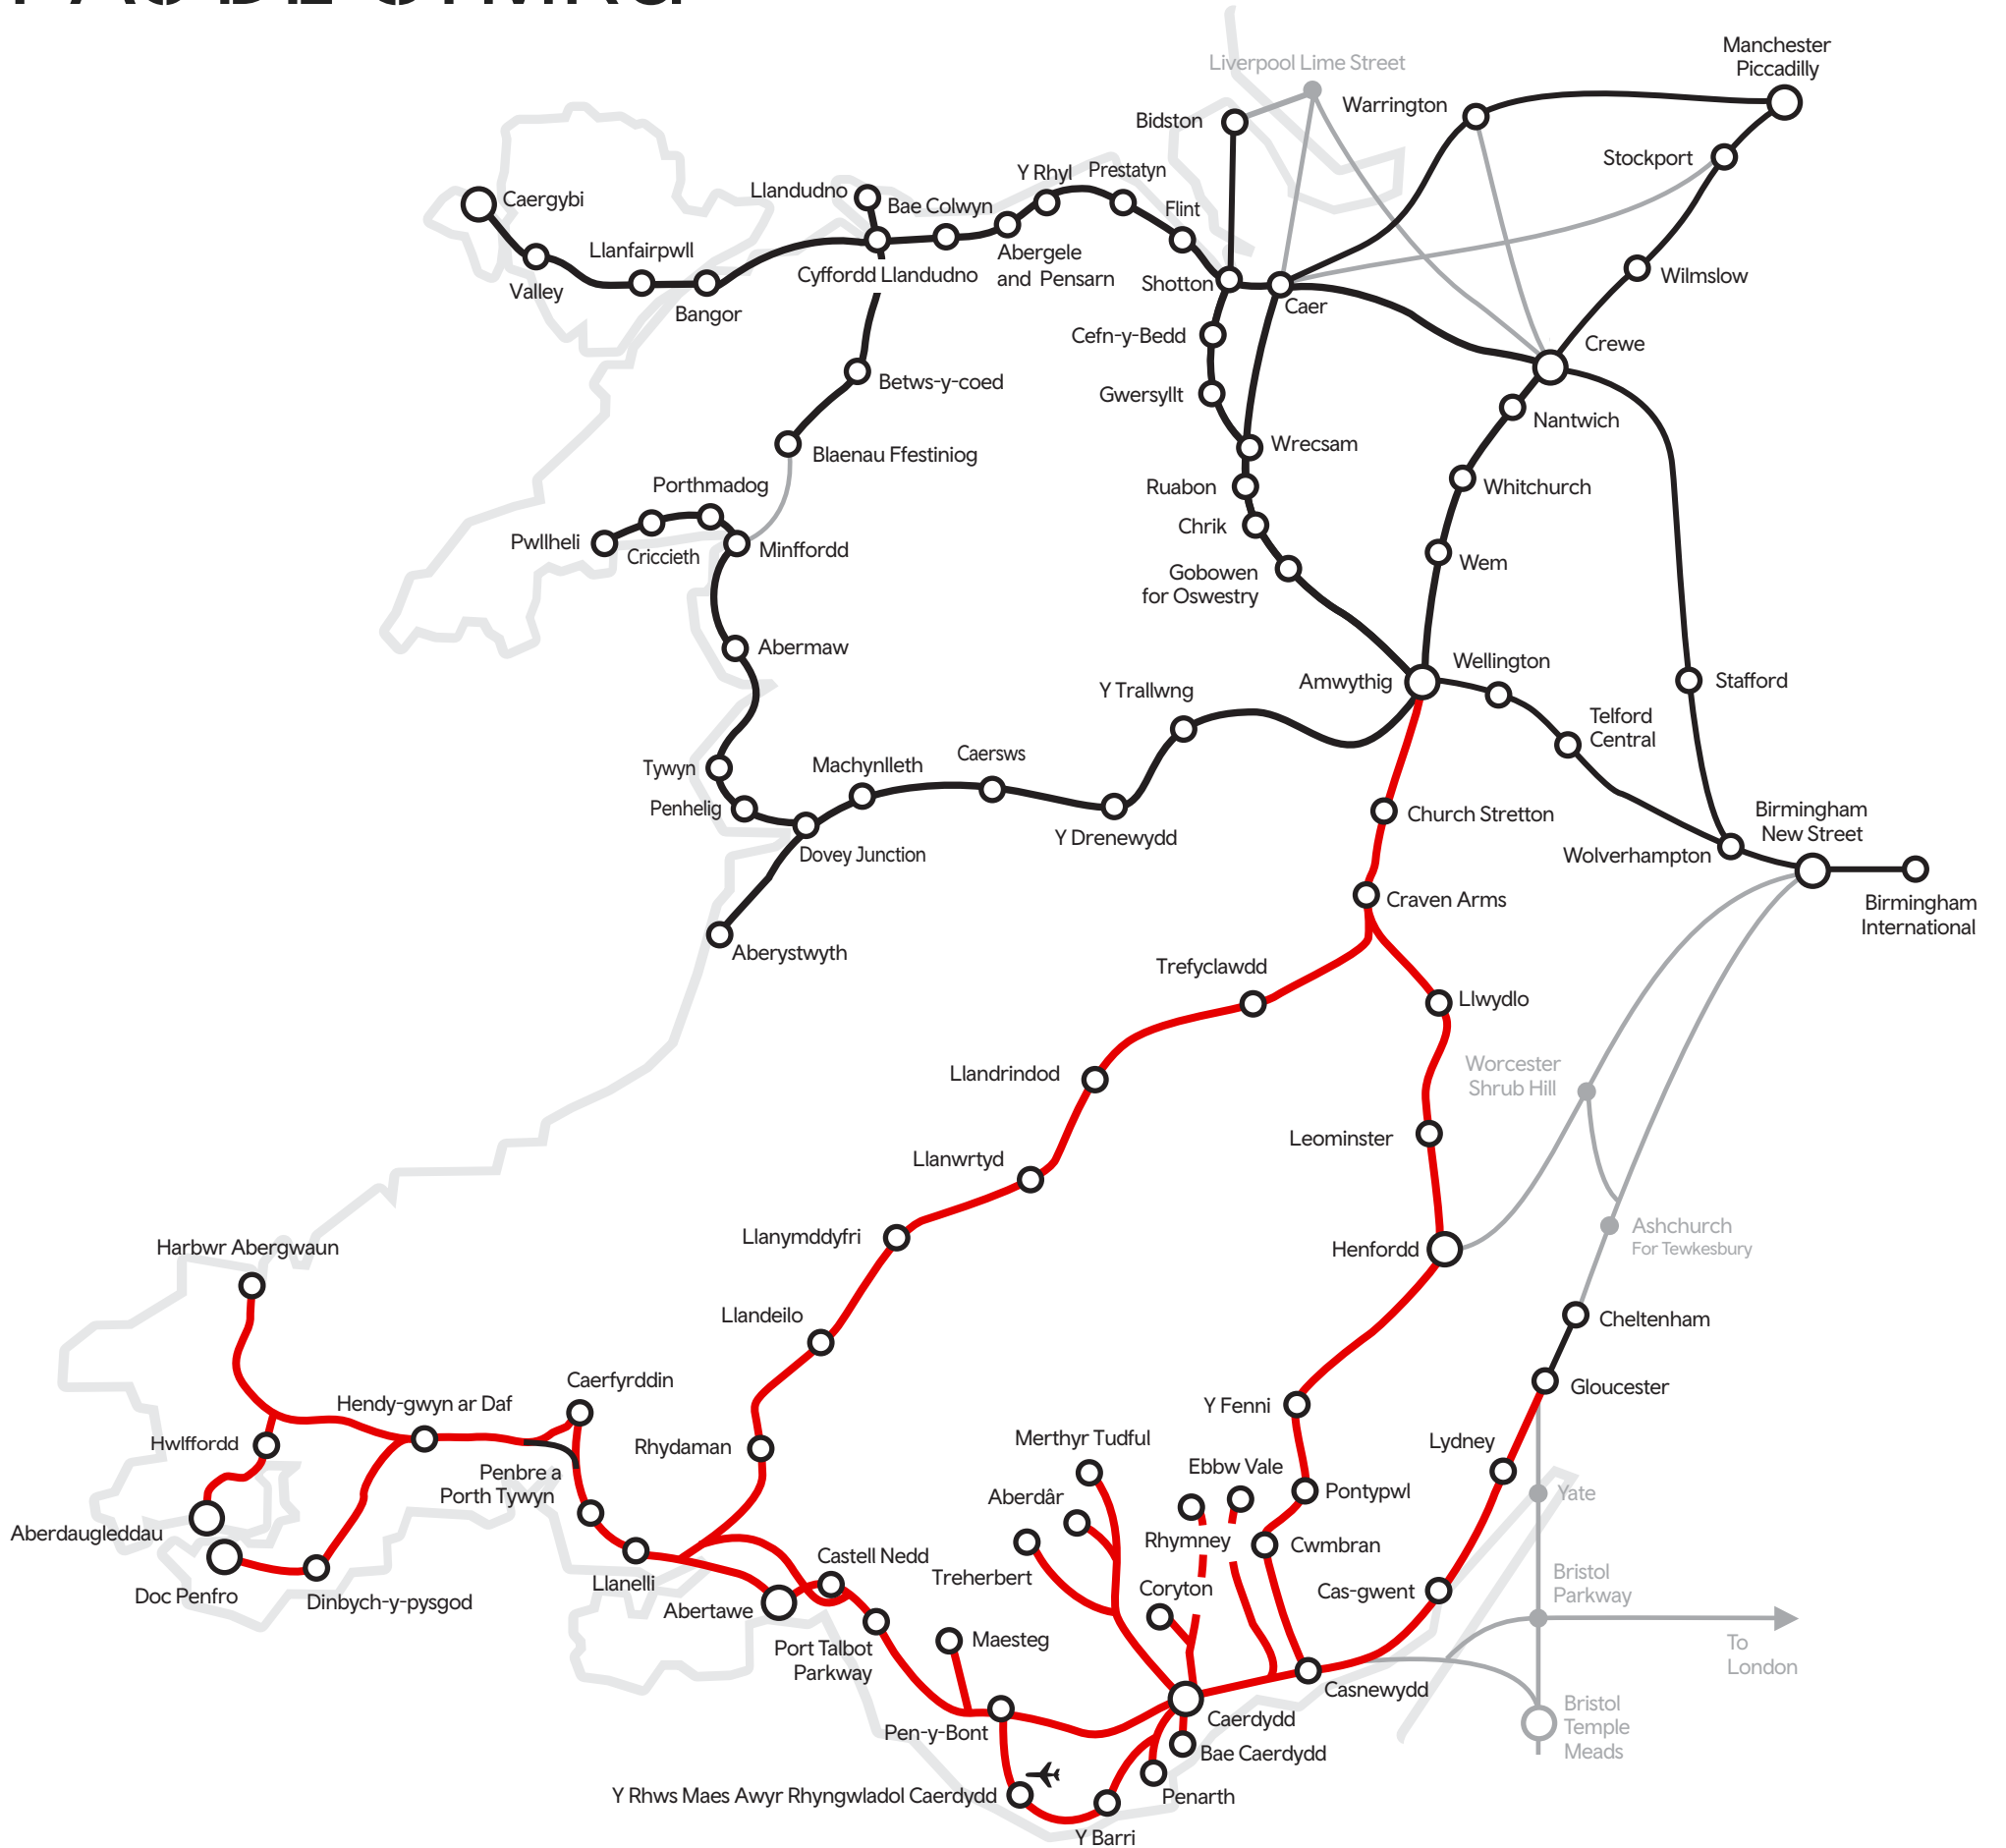 Manchester
Piccadilly
Liverpool Lime Street
Warrington
Bidston
Stockport
Y Rhyl
Prestatyn
Llandudno
Caergybi
Bae Colwyn
Flint
Llanfairpwll
Abergele
and Pensarn
Cyffordd Llandudno
Wilmslow
Shotton
Valley
Caer
Bangor
Cefn-y-Bedd
Crewe
Betws-y-coed
Gwersyllt
Nantwich
Wrecsam
Blaenau Ffestiniog
Porthmadog
Ruabon
Whitchurch
Chrik
Pwllheli
Criccieth
Minffordd
Wem
Gobowen
for Oswestry
Abermaw
Wellington
Amwythig
Stafford
Y Trallwng
Telford
Central
Caersws
Machynlleth
Tywyn
Penhelig
Church Stretton
Birmingham
New Street
Y Drenewydd
Dovey Junction
Wolverhampton
Craven Arms
Birmingham
International
Aberystwyth
Trefyclawdd
Llwydlo
Worcester
Shrub Hill
Llandrindod
Leominster
Llanwrtyd
Ashchurch
For Tewkesbury
Llanymddyfri
Harbwr Abergwaun
Henfordd
Llandeilo
Cheltenham
Caerfyrddin
Gloucester
Hendy-gwyn ar Daf
Y Fenni
Hwlffordd
Rhydaman
Merthyr Tudful
Lydney
Penbre a
Porth Tywyn
Ebbw Vale
Pontypwl
Aberdâr
Yate
Aberdaugleddau
Rhymney
Cwmbran
Castell Nedd
Treherbert
Bristol
Parkway
Doc Penfro
Dinbych-y-pysgod
Llanelli
Coryton
Cas-gwent
Abertawe
Port Talbot
Parkway
Maesteg
To
London
Casnewydd
Caerdydd
Bristol
Temple
Meads
Pen-y-Bont
Bae Caerdydd
Y Rhws Maes Awyr Rhyngwladol Caerdydd
Penarth
Y Barri